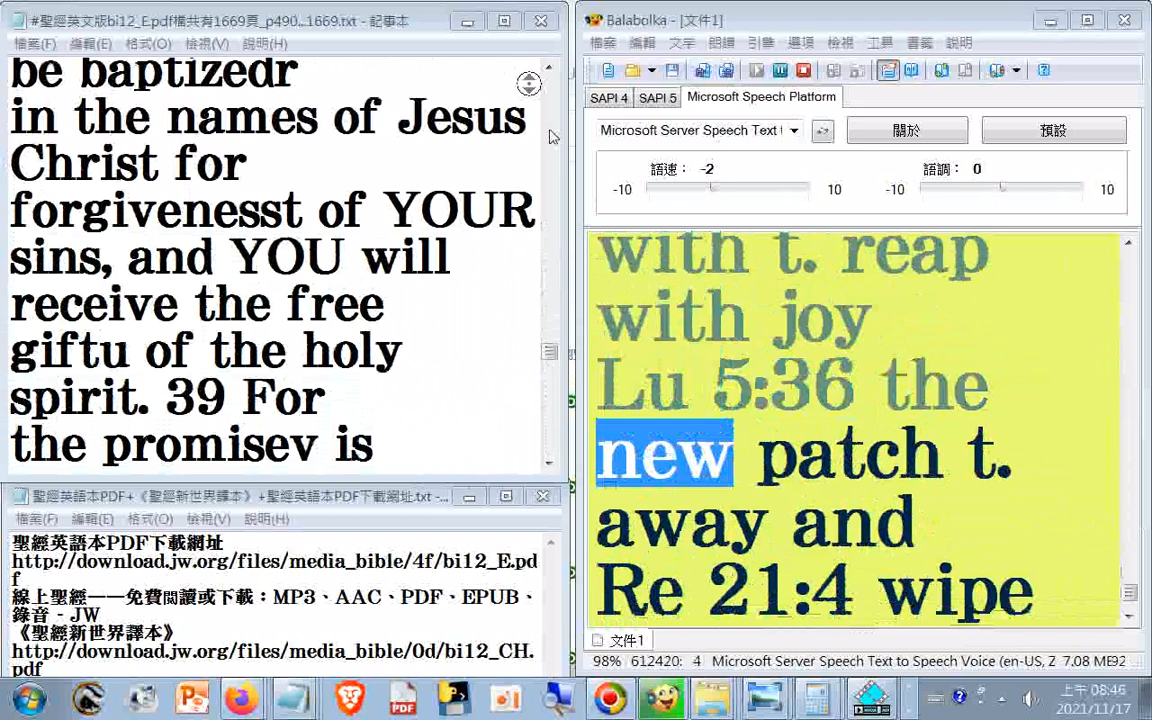 #聖經英文版bi12_E.pdf橫共有1669頁_p490...1669.txt - 記事本
檔案(F) 編輯(E) 格式(O) 檢視(V) 說明(H)
be baptizedr
in the names of Jesus
Christ for
forgivenesst of YOUR
sins, and YOU will
receive the free
giftu of the holy
spirit. 39 For
the promisev is
聖經英語本PDF+《聖經新世界譯本》+聖經英語本PDF下載網址.txt -...
檔案(F) 編輯(E) 格式(O) 檢視(V) 說明(H)
聖經英語本PDF下載網址
http://download.jw.org/files/media_bible/4f/bi12_E.pd
f
線上聖經——免費閱讀或下載：MP3、AAC、PDF、EPUB、
錄音 - JW
《聖經新世界譯本》
http://download.jw.org/files/media_bible/0d/bi12_CH.
pdf
Balabolka - [文件1]
檔案 編輯 文字 朗讀 引擎 選項 檢視 工具 書籤 說明
SAPI 4 SAPI 5 Microsoft Speech Platform
Microsoft Server Speech Text 關於 預設
語速： -2 語調： 0
-10 10 -10 10
with t. reap
with joy
Lu 5:36 the
new patch t.
away and
Re 21:4 wipe
文件1
98% 612420: 4 Microsoft Server Speech Text to Speech Voice (en-US, Z 7.08 ME92
PDF
上午 08:46
2021/11/17